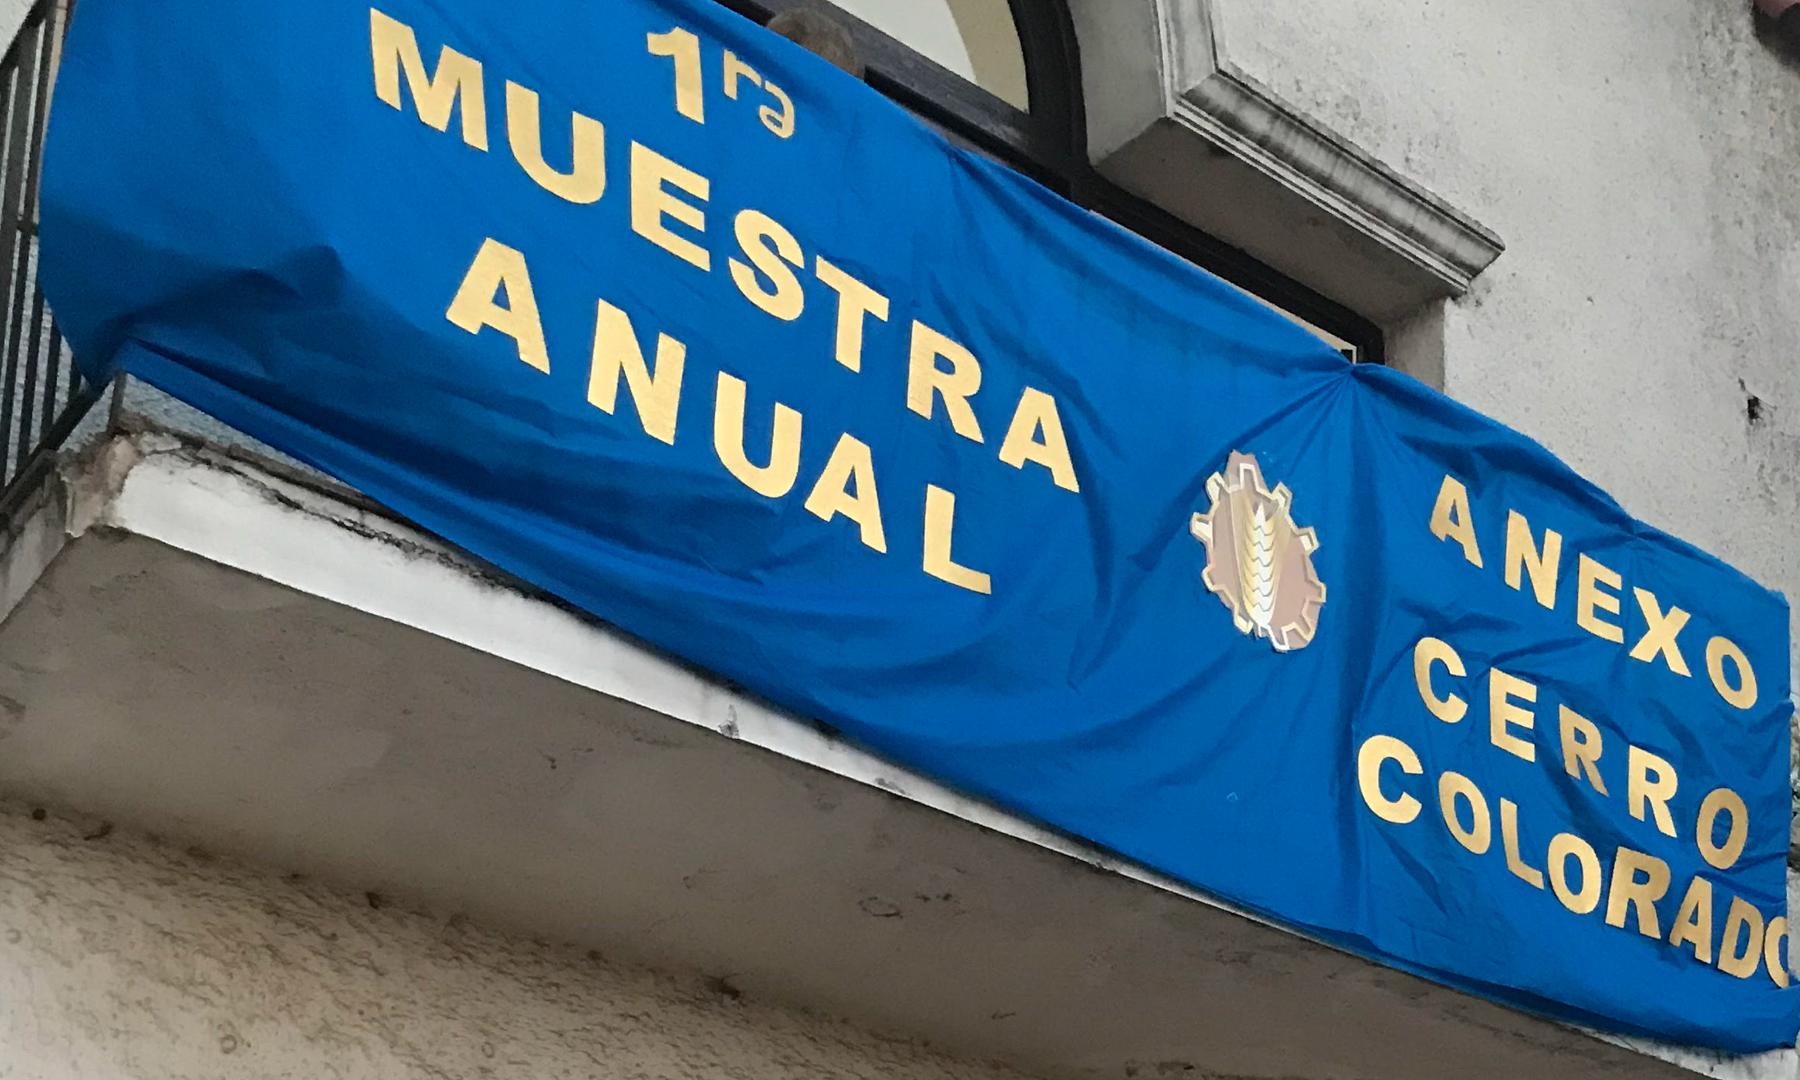 1ra
MUESTRA
ANUAL
ANEXO
CERRO
COLORADO